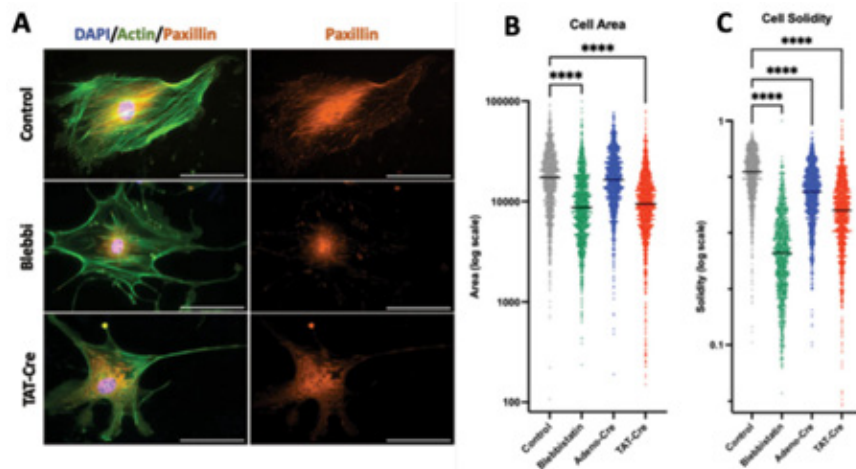 A
DAPI/Actin/Paxillin
Paxillin
Control
Blebbi
TAT-Cre
B
Cell Area
****
****
100000
10000
1000
100
Area (log scale)
Control
Blebbistatin
Adeno-Cre
TAT-Cre
C
Cell Solidity
****
****
****
1
0.1
Solidity (log scale)
Control
Blebbistatin
Adeno-Cre
TAT-Cre